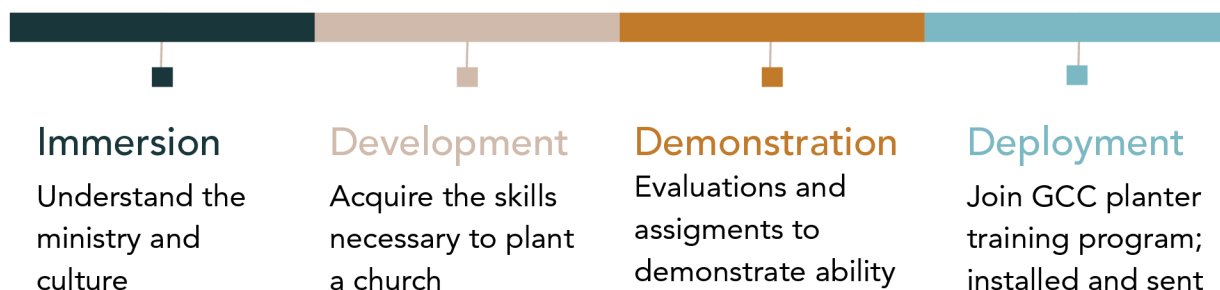 Immersion
Understand the
ministry and
culture
Development
Acquire the skills
necessary to plant
a church
Demonstration
Evaluations and
assigments to
demonstrate ability
Deployment
Join GCC planter
training program;
installed and sent